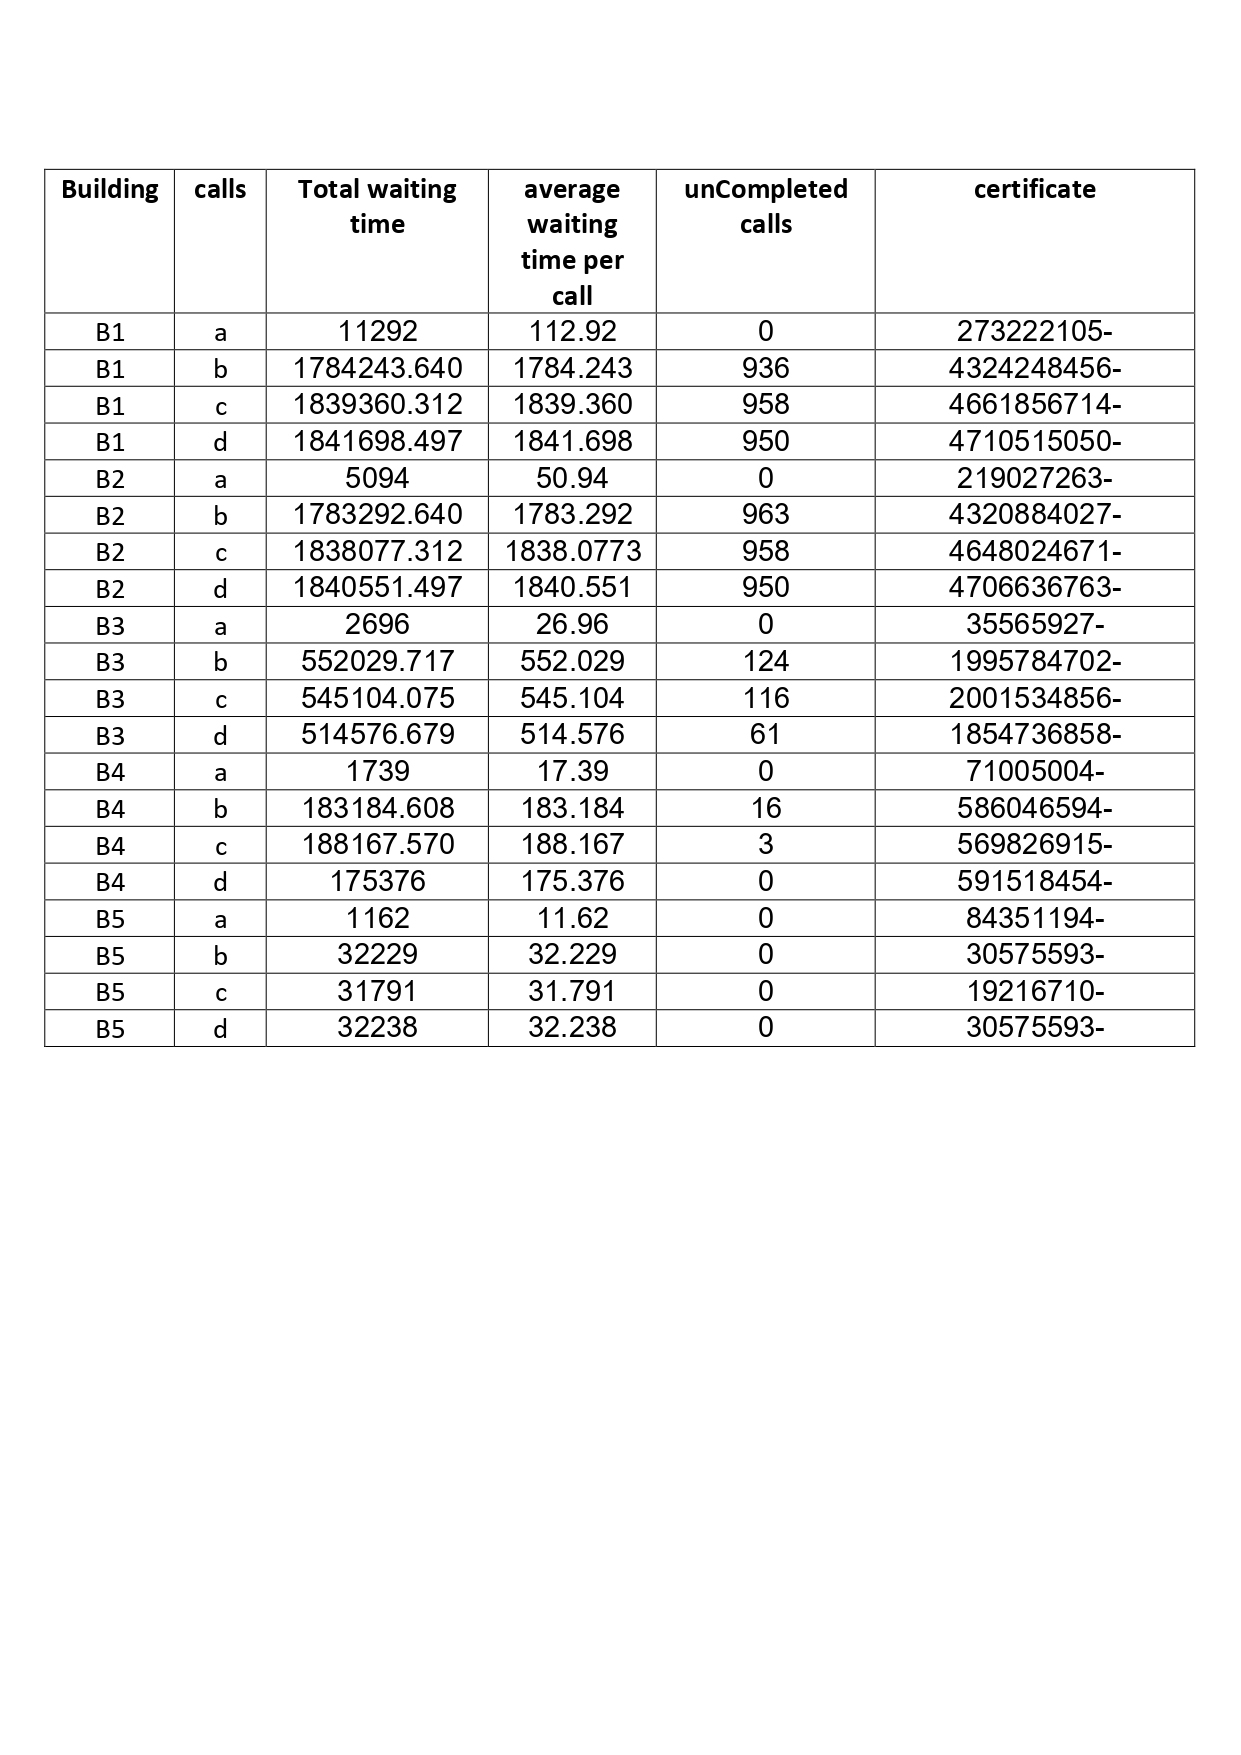 Building calls Total waiting time average waiting time per call unCompleted calls certificate
B1 a 11292 112.92 0 273222105-
B1 b 1784243.640 1784.243 936 4324248456-
B1 c 1839360.312 1839.360 958 4661856714-
B1 d 1841698.497 1841.698 950 4710515050-
B2 a 5094 50.94 0 219027263-
B2 b 1783292.640 1783.292 963 4320884027-
B2 c 1838077.312 1838.0773 958 4648024671-
B2 d 1840551.497 1840.551 950 4706636763-
B3 a 2696 26.96 0 35565927-
B3 b 552029.717 552.029 124 1995784702-
B3 c 545104.075 545.104 116 2001534856-
B3 d 514576.679 514.576 61 1854736858-
B4 a 1739 17.39 0 71005004-
B4 b 183184.608 183.184 16 586046594-
B4 c 188167.570 188.167 3 569826915-
B4 d 175376 175.376 0 591518454-
B5 a 1162 11.62 0 84351194-
B5 b 32229 32.229 0 30575593-
B5 c 31791 31.791 0 19216710-
B5 d 32238 32.238 0 30575593-